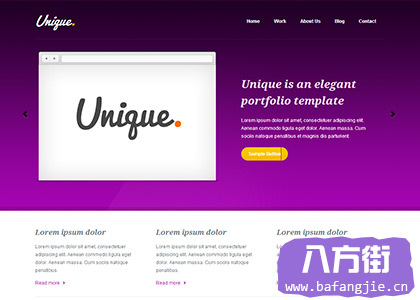 Unique.
Home Work About Us Blog Contact
Unique.
Unique is an elegant
portfolio template
Lorem ipsum dolor sit amet, consectetuer adipiscing elit.
Aenean commodo ligula eget dolor. Aenean massa.
Cum sociis natoque penatibus et magnis dis parturient
Sample Button
Lorem ipsum dolor
Lorem ipsum dolor sit amet, consectetuer
adipiscing elit. Aenean commodo ligula
eget dolor. Aenean massa. Cum sociis
natoque penatibus.
Read more
Lorem ipsum dolor
Lorem ipsum dolor sit amet, consectetuer
adipiscing elit. Aenean commodo ligula
eget dolor. Aenean massa. Cum sociis
natoque penatibus.
Read more
Lorem ipsum dolor
Lorem
八方街
www.bafangjie.cn